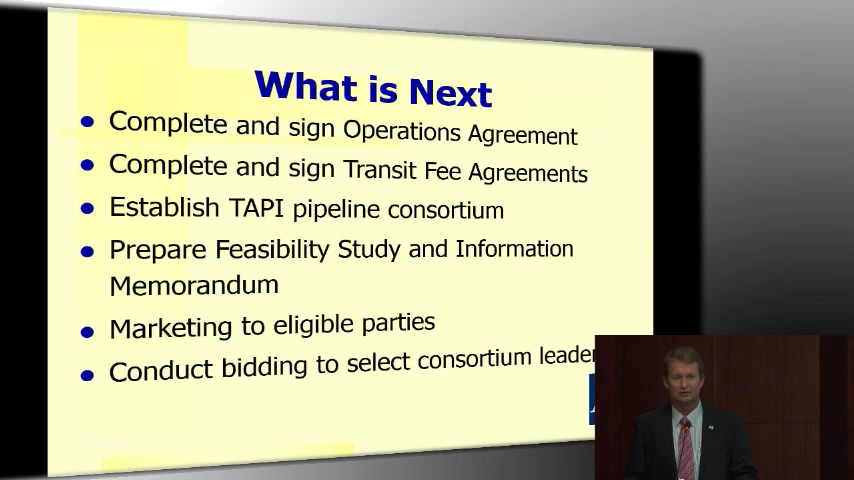 What is Next
Complete and sign Operations Agreement
Complete and sign Transit Fee Agreements
Establish TAPI pipeline consortium
Prepare Feasibility Study and Information
Memorandum
Marketing to eligible parties
Conduct bidding to select consortium leader